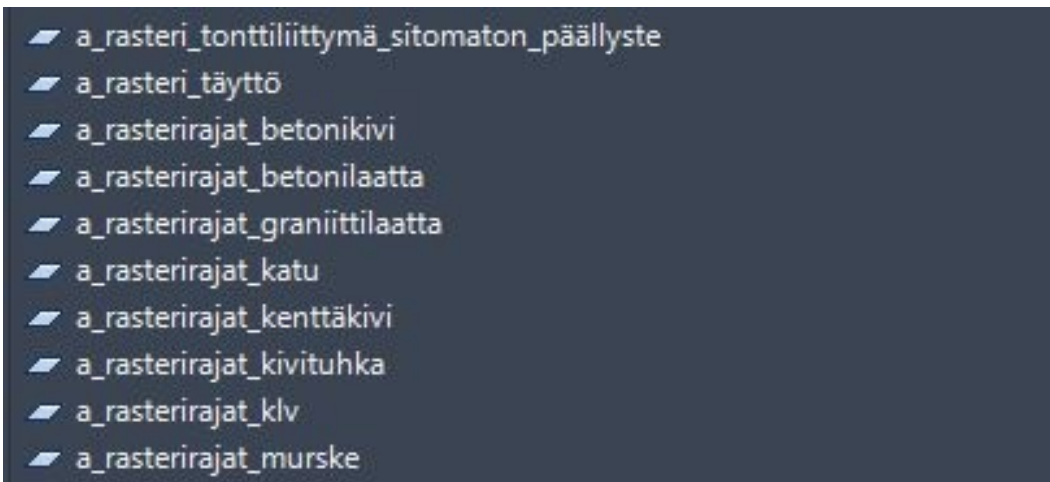 a_rasteri_tonttiliittymä_sitomaton_päällyste
a_rasteri_täyttö
a_rasterirajat_betonikivi
a_rasterirajat_betonilaatta
a_rasterirajat_graniittilaatta
a_rasterirajat_katu
a_rasterirajat_kenttäkivi
a_rasterirajat_kivituhka
a_rasterirajat_klv
a_rasterirajat_murske